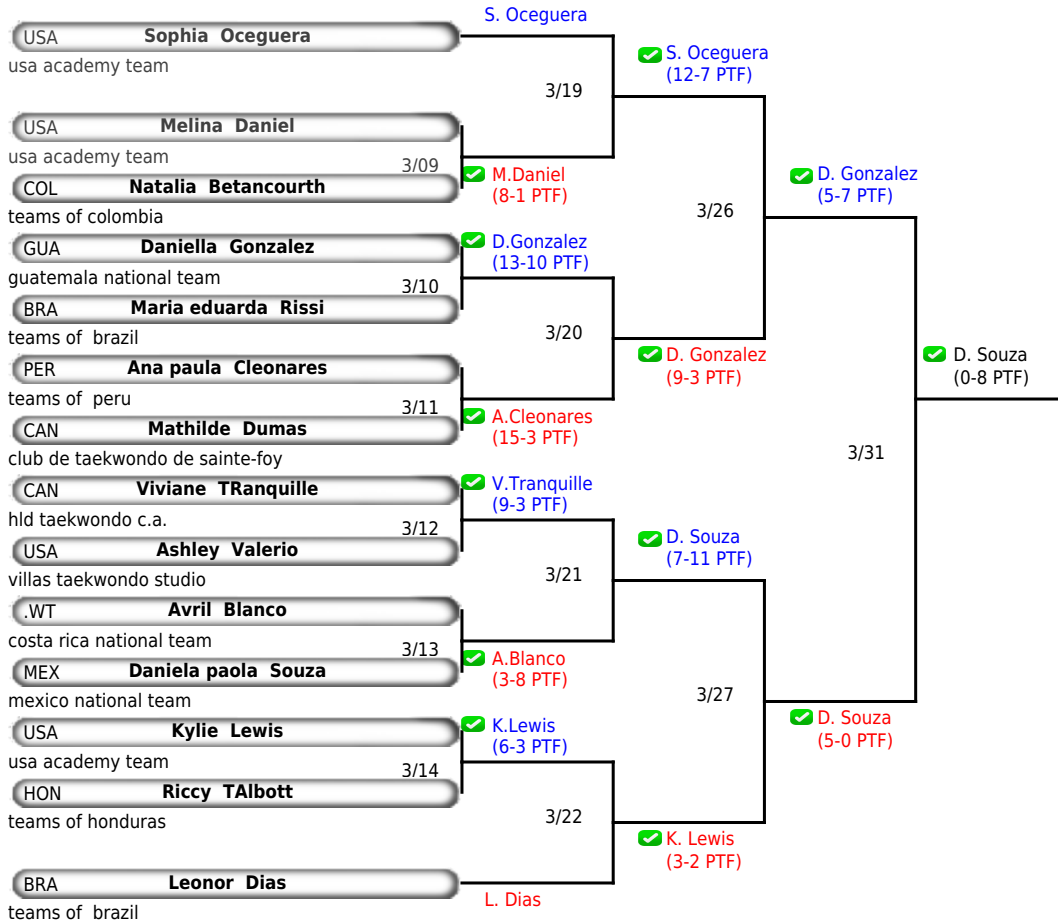 S. Oceguera
USA Sophia Oceguera
usa academy team
S. Oceguera
(12-7 PTF)
3/19
USA Melina Daniel
usa academy team
3/09
M.Daniel
(8-1 PTF)
COL Natalia Betancourth
teams of colombia
D. Gonzalez
(5-7 PTF)
3/26
GUA Daniella Gonzalez
guatemala national team
D.Gonzalez
(13-10 PTF)
3/10
BRA Maria eduarda Rissi
teams of brazil
3/20
D. Gonzalez
(9-3 PTF)
PER Ana paula Cleonares
teams of peru
3/11
A.Cleonares
(15-3 PTF)
CAN Mathilde Dumas
club de taekwondo de sainte-foy
D. Souza
(0-8 PTF)
3/31
CAN Viviane TRanquille
hld taekwondo c.a.
V.Tranquille
(9-3 PTF)
3/12
USA Ashley Valerio
villas taekwondo studio
D. Souza
(7-11 PTF)
3/21
.WT Avril Blanco
costa rica national team
3/13
A.Blanco
(3-8 PTF)
MEX Daniela paola Souza
mexico national team
3/27
D. Souza
(5-0 PTF)
USA Kylie Lewis
usa academy team
K.Lewis
(6-3 PTF)
3/14
HON Riccy TAlbott
teams of honduras
3/22
K. Lewis
(3-2 PTF)
BRA Leonor Dias
teams of brazil
L. Dias